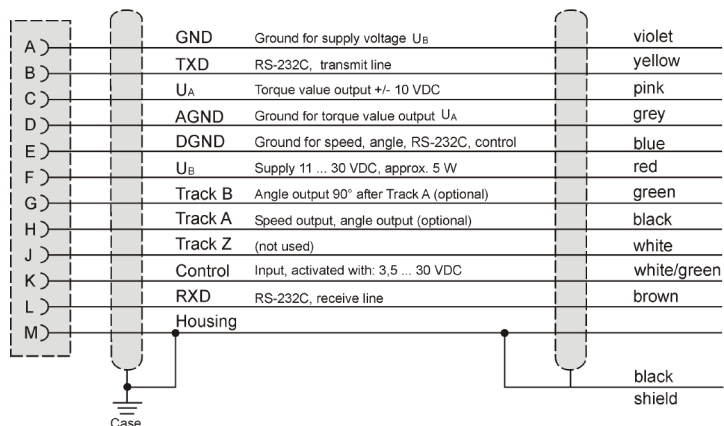 A GND Ground for supply voltage UB violet
B TXD RS-232C, transmit line yellow
C UA Torque value output +/- 10 VDC pink
D AGND Ground for torque value output UA grey
E DGND Ground for speed, angle, RS-232C, control blue
F UB Supply 11 ... 30 VDC, approx. 5 W red
G Track B Angle output 90° after Track A (optional) green
H Track A Speed output, angle output (optional) black
J Track Z (not used) white
K Control Input, activated with: 3,5 ... 30 VDC white/green
L RXD RS-232C, receive line brown
M Housing
black
shield
Case